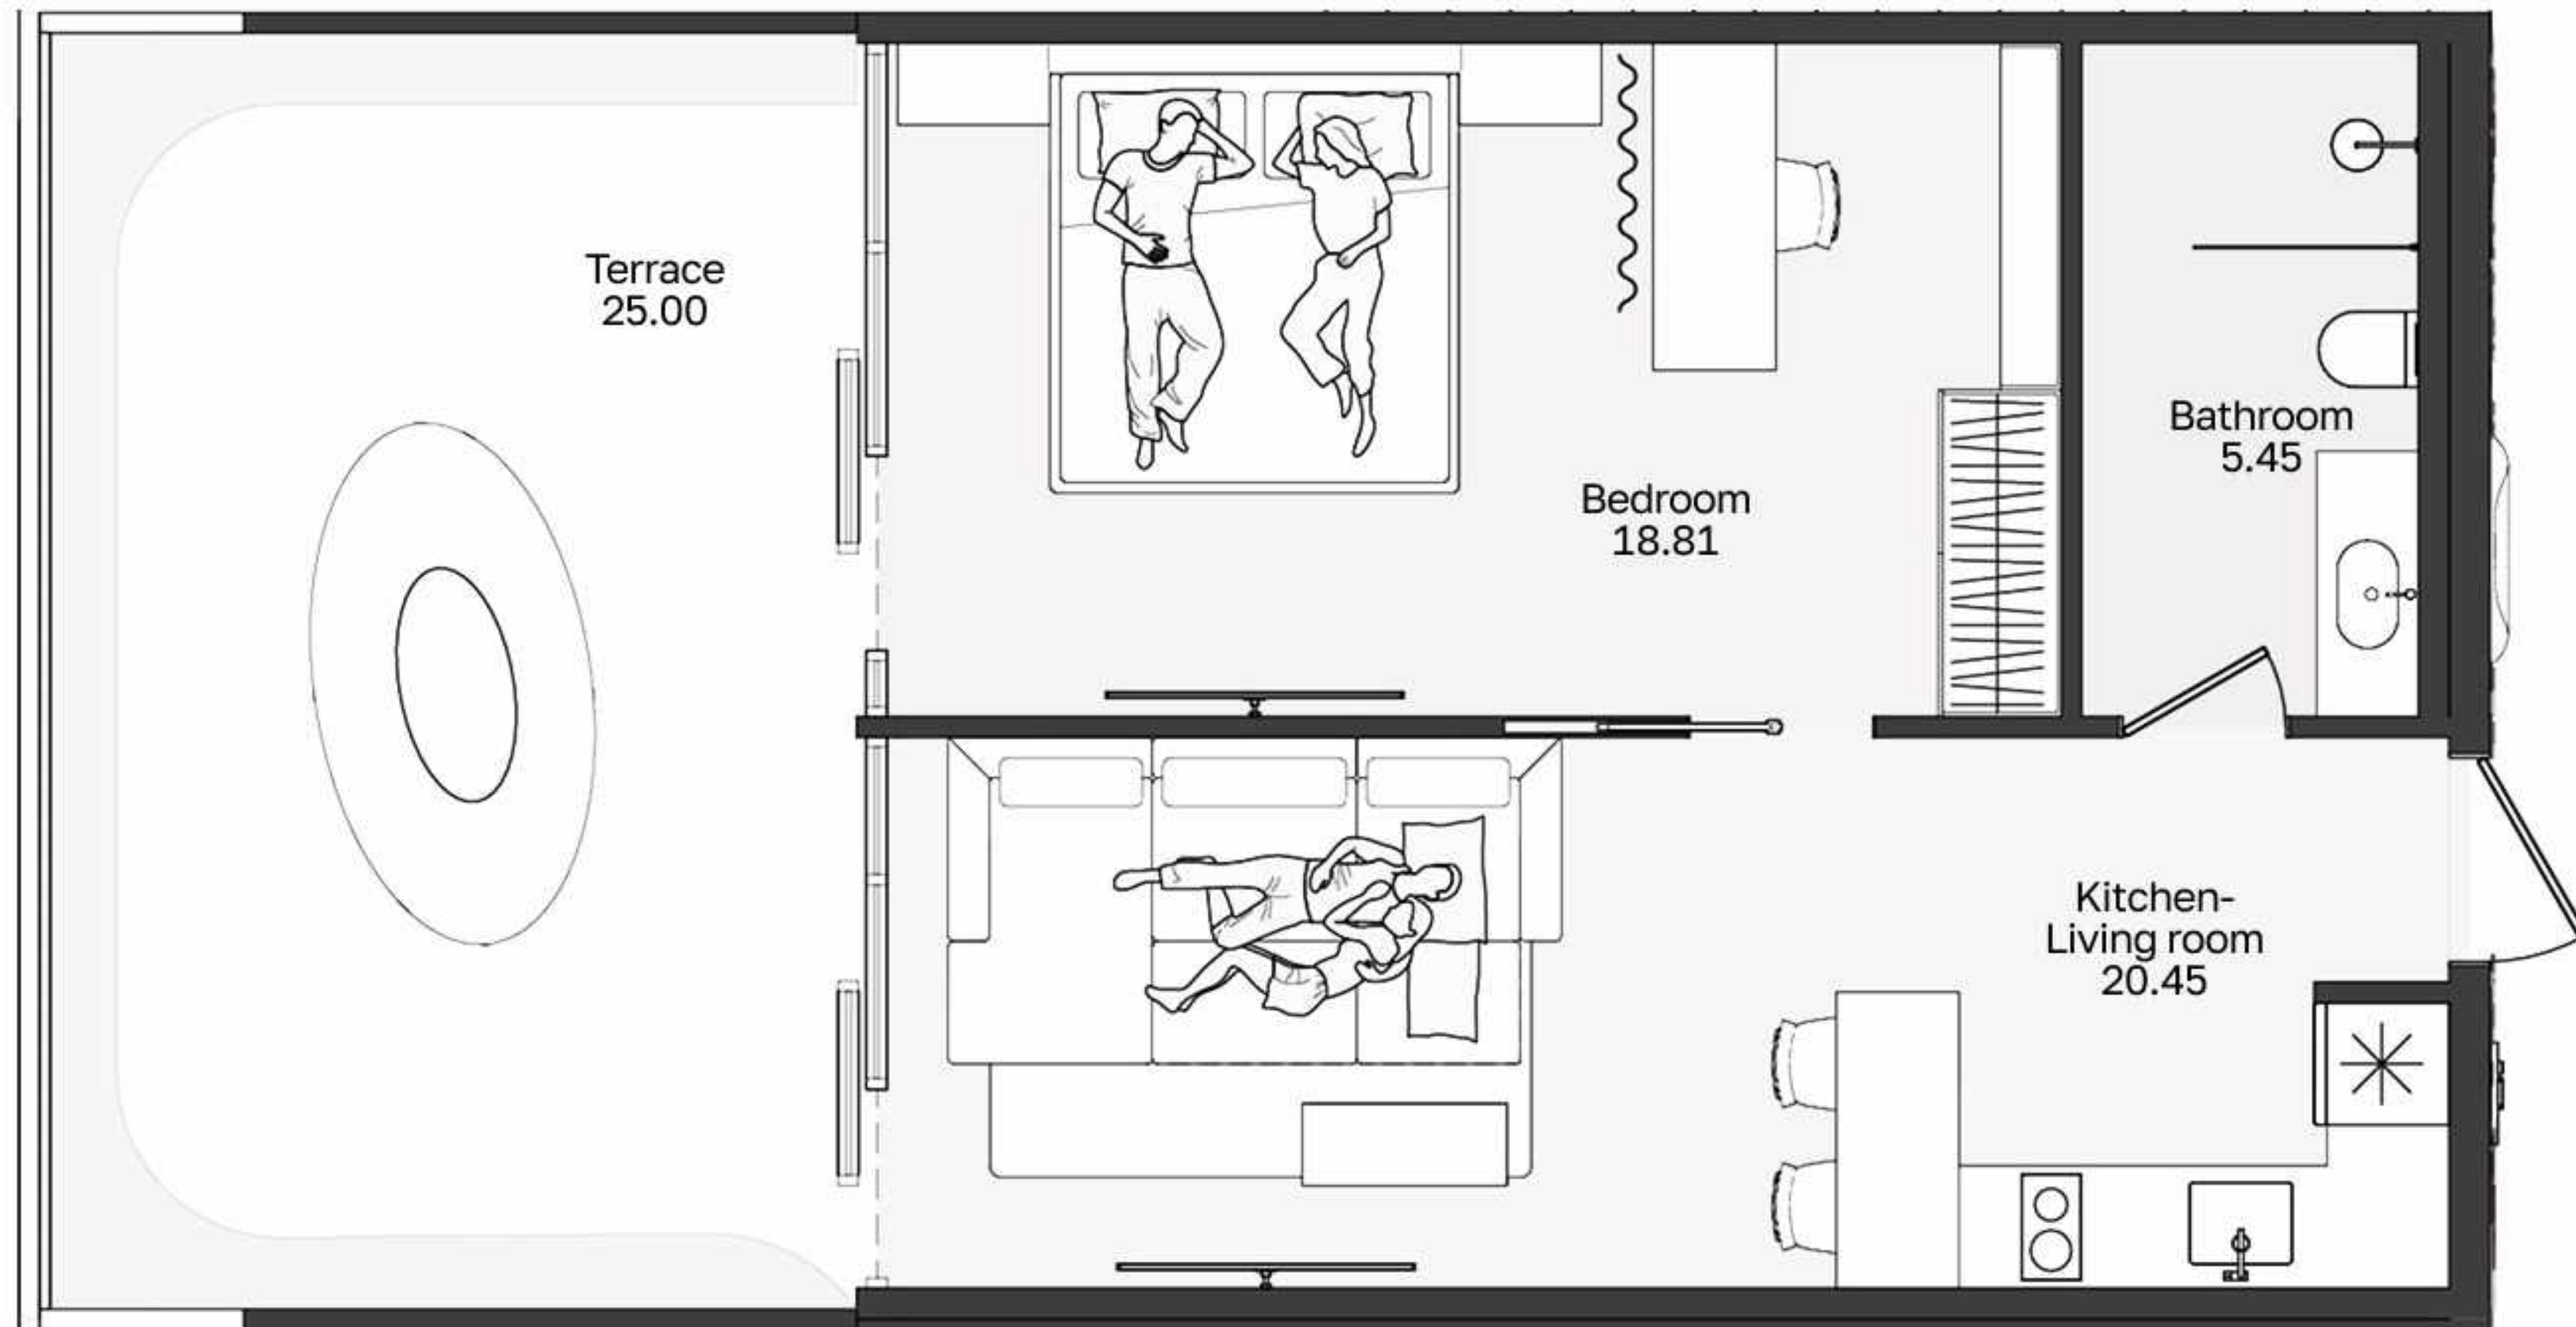 Terrace
25.00
Bedroom
18.81
Bathroom
5.45
Kitchen-
Living room
20.45